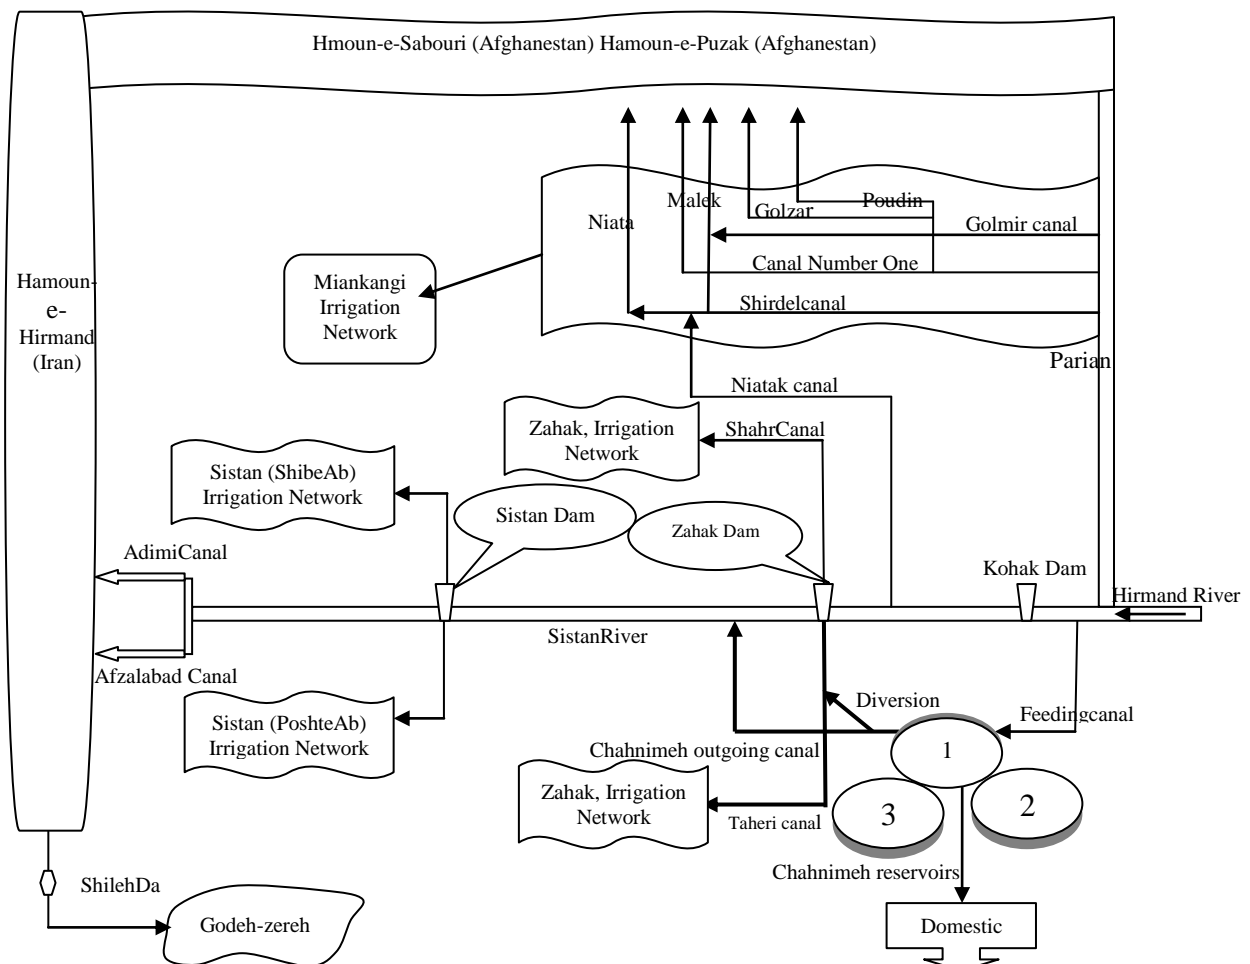 Hmoun-e-Sabouri (Afghanestan) Hamoun-e-Puzak (Afghanestan)
Malek
Poudin
Golzar
Niata
Golmir canal
Canal Number One
Shirdelcanal
Hamoun-
e-
Hirmand
(Iran)
Miankangi
Irrigation
Network
Parian
Niatak canal
Zahak, Irrigation
Network
ShahrCanal
Sistan (ShibeAb)
Irrigation Network
Sistan Dam
Zahak Dam
AdimiCanal
Kohak Dam
Hirmand River
SistanRiver
Afzalabad Canal
Sistan (PoshteAb)
Irrigation Network
Diversion
Feedingcanal
Chahnimeh outgoing canal
1
2
3
Zahak, Irrigation
Network
Taheri canal
Chahnimeh reservoirs
ShilehDa
Godeh-zereh
Domestic